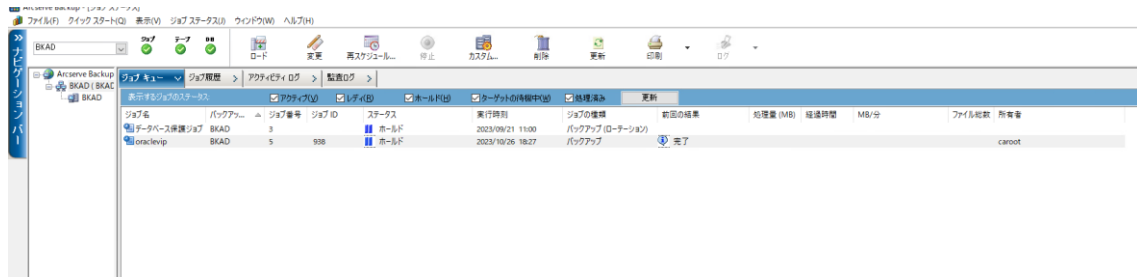 Arcserve Backup - [ジョブ ステータス]
ファイル(F) クイック スタート(Q) 表示(V) ジョブ ステータス(J) ウィンドウ(W) ヘルプ(H)
ナビゲーション バー
BKAD
ジョブ テープ DB
ロード 変更 再スケジュール... 停止 カスタム... 削除 更新 印刷 ログ
Arcserve Backup
BKAD ( BKAD
BKAD
ジョブ キュー ジョブ履歴 > アクティビティ ログ > 監査ログ >
表示するジョブのステータス: アクティブ(V) レディ(R) ホールド(H) ターゲットの待機中(W) 処理済み 更新
ジョブ名 バックアッ... ジョブ番号 ジョブ ID ステータス 実行時刻 ジョブの種類 前回の結果 処理量 (MB) 経過時間 MB/分 ファイル総数 所有者
データベース保護ジョブ BKAD 3 ホールド 2023/09/21 11:00 バックアップ (ローテーション)
oraclevip BKAD 5 938 ホールド 2023/10/26 18:27 バックアップ 完了 caroot